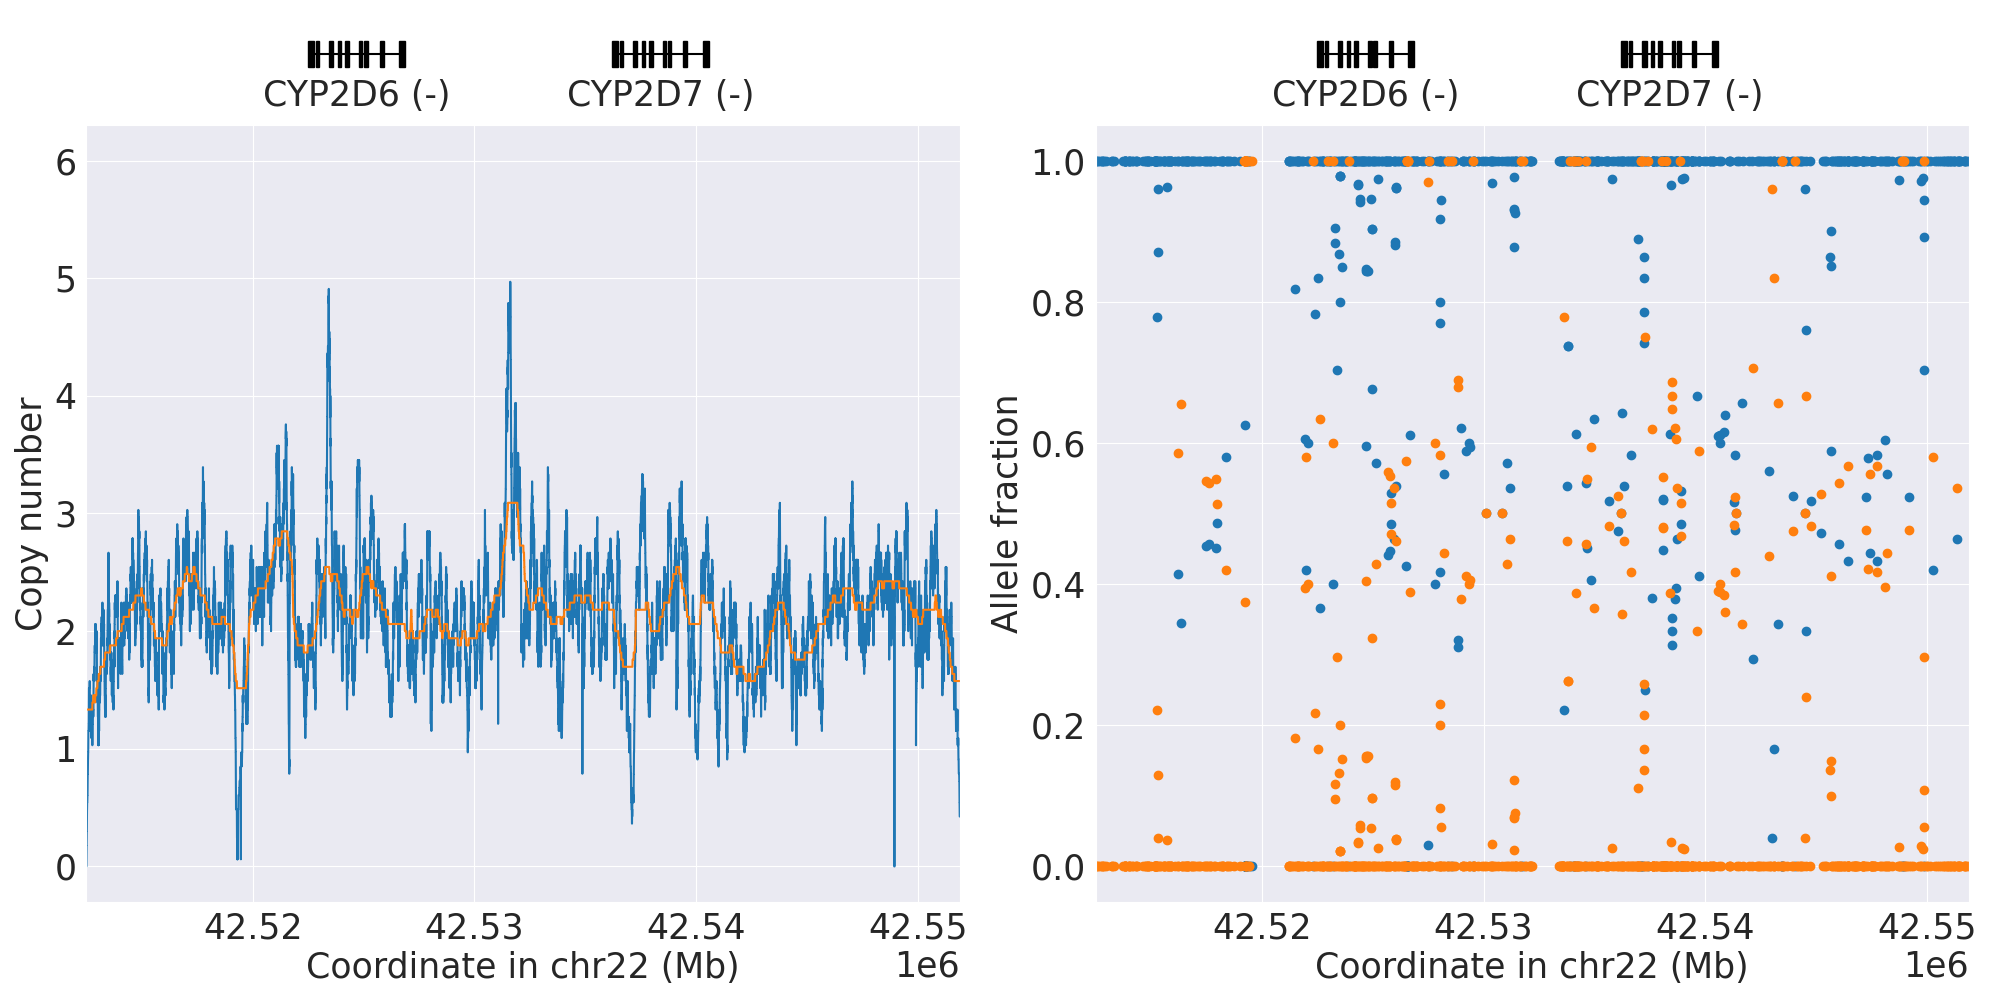 CYP2D6 (-) CYP2D7 (-)
6
5
4
3
2
1
0
Copy number
42.52 42.53 42.54 42.55
Coordinate in chr22 (Mb)
1e6
CYP2D6 (-) CYP2D7 (-)
1.0
0.8
0.6
0.4
0.2
0.0
Allele fraction
42.52 42.53 42.54 42.55
Coordinate in chr22 (Mb)
1e6